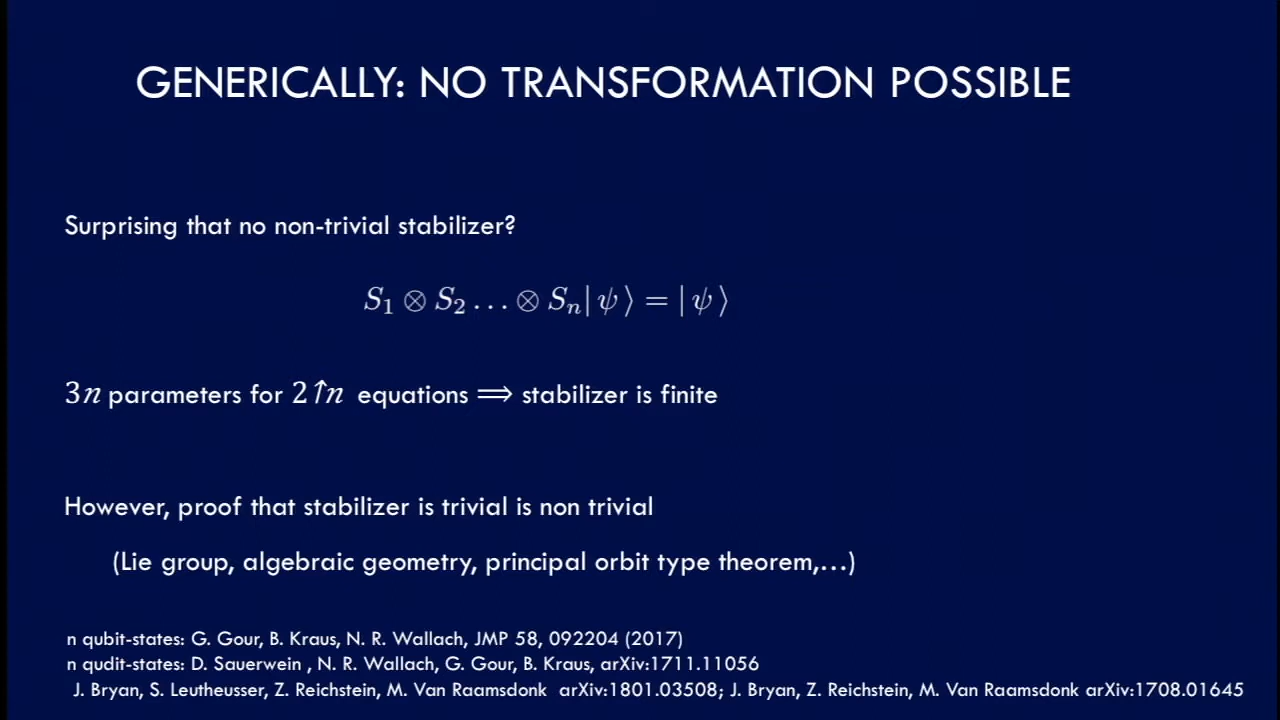 GENERICALLY: NO TRANSFORMATION POSSIBLE
Surprising that no non-trivial stabilizer?
S₁ ⊗ S₂ … ⊗ Sₙ| ψ ⟩ = | ψ ⟩
3n parameters for 2↑n equations ⟹ stabilizer is finite
However, proof that stabilizer is trivial is non trivial
(Lie group, algebraic geometry, principal orbit type theorem,…)
n qubit-states: G. Gour, B. Kraus, N. R. Wallach, JMP 58, 092204 (2017)
n qudit-states: D. Sauerwein , N. R. Wallach, G. Gour, B. Kraus, arXiv:1711.11056
J. Bryan, S. Leutheusser, Z. Reichstein, M. Van Raamsdonk arXiv:1801.03508; J. Bryan, Z. Reichstein, M. Van Raamsdonk arXiv:1708.01645